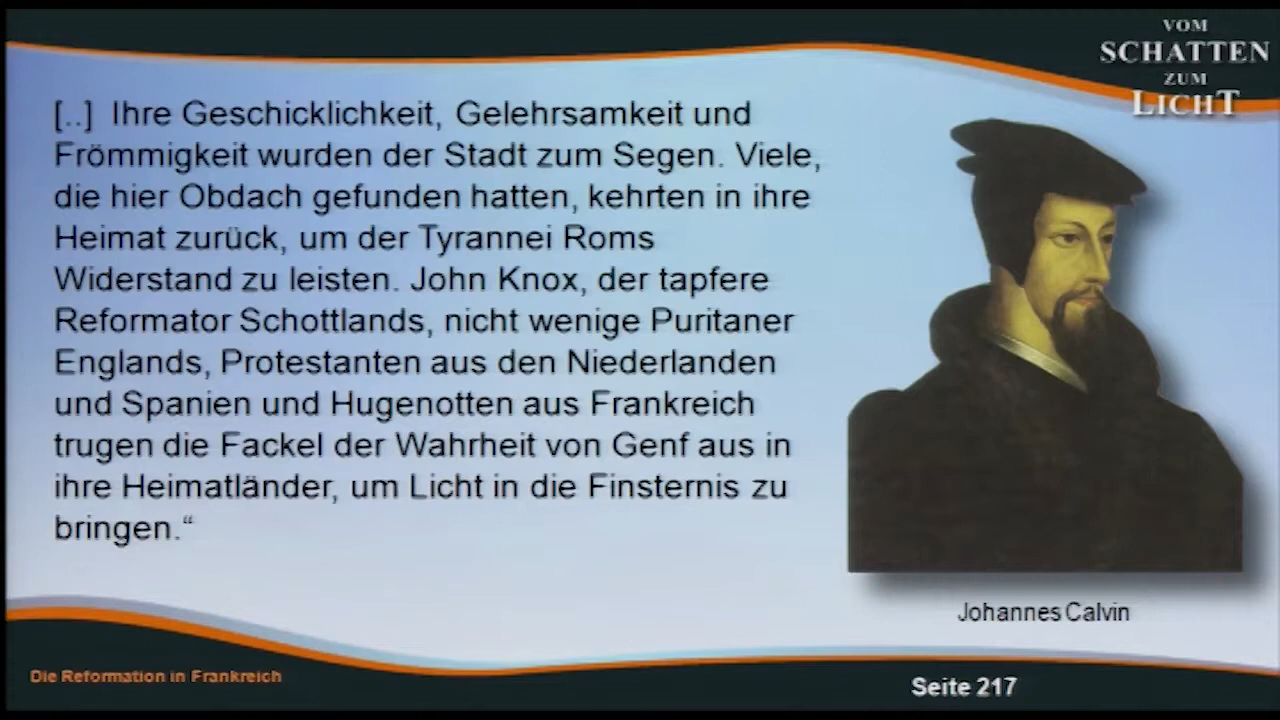 VOM
SCHATTEN
ZUM
LICHT
[..] Ihre Geschicklichkeit, Gelehrsamkeit und
Frömmigkeit wurden der Stadt zum Segen. Viele,
die hier Obdach gefunden hatten, kehrten in ihre
Heimat zurück, um der Tyrannei Roms
Widerstand zu leisten. John Knox, der tapfere
Reformator Schottlands, nicht wenige Puritaner
Englands, Protestanten aus den Niederlanden
und Spanien und Hugenotten aus Frankreich
trugen die Fackel der Wahrheit von Genf aus in
ihre Heimatländer, um Licht in die Finsternis zu
bringen.“
Johannes Calvin
Die Reformation in Frankreich
Seite 217